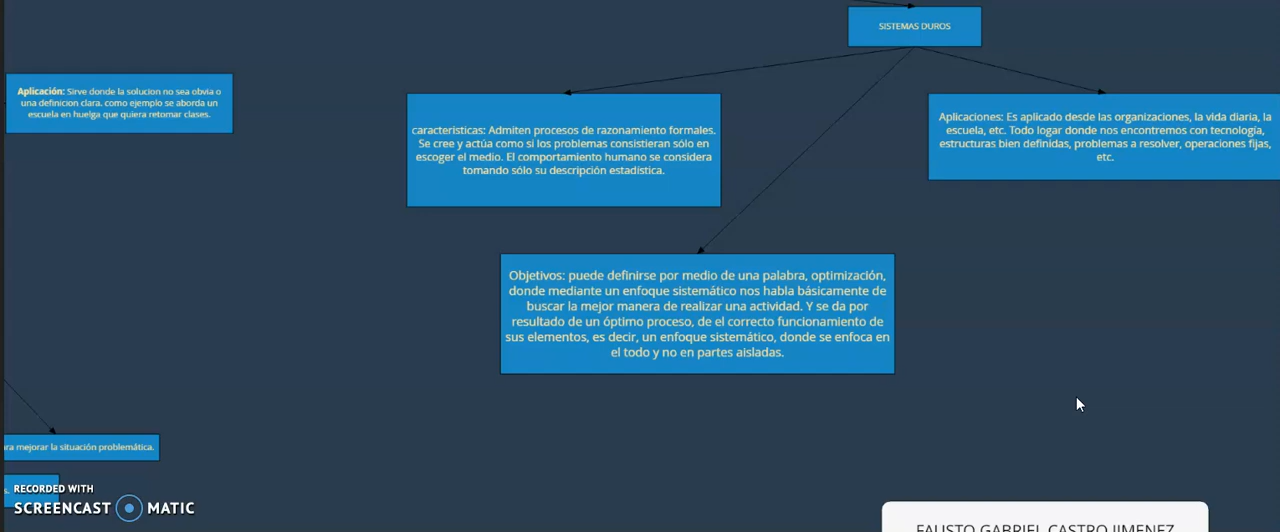 SISTEMAS DUROS
Aplicación: Sirve donde la solucion no sea obvia o
una definicion clara. como ejemplo se aborda un
escuela en huelga que quiera retomar clases.
características: Admiten procesos de razonamiento formales.
Se cree y actúa como si los problemas consistieran sólo en
escoger el medio. El comportamiento humano se considera
tomando sólo su descripción estadística.
Aplicaciones: Es aplicado desde las organizaciones, la vida diaria, la
escuela, etc. Todo logar donde nos encontremos con tecnología,
estructuras bien definidas, problemas a resolver, operaciones fijas,
etc.
Objetivos: puede definirse por medio de una palabra, optimización,
donde mediante un enfoque sistemático nos habla básicamente de
buscar la mejor manera de realizar una actividad. Y se da por
resultado de un óptimo proceso, de el correcto funcionamiento de
sus elementos, es decir, un enfoque sistemático, donde se enfoca en
el todo y no en partes aisladas.
mejorar la situación problemática.
RECORDED WITH
SCREENCAST MATIC
FAUSTO GABRIEL CASTRO JIMENEZ